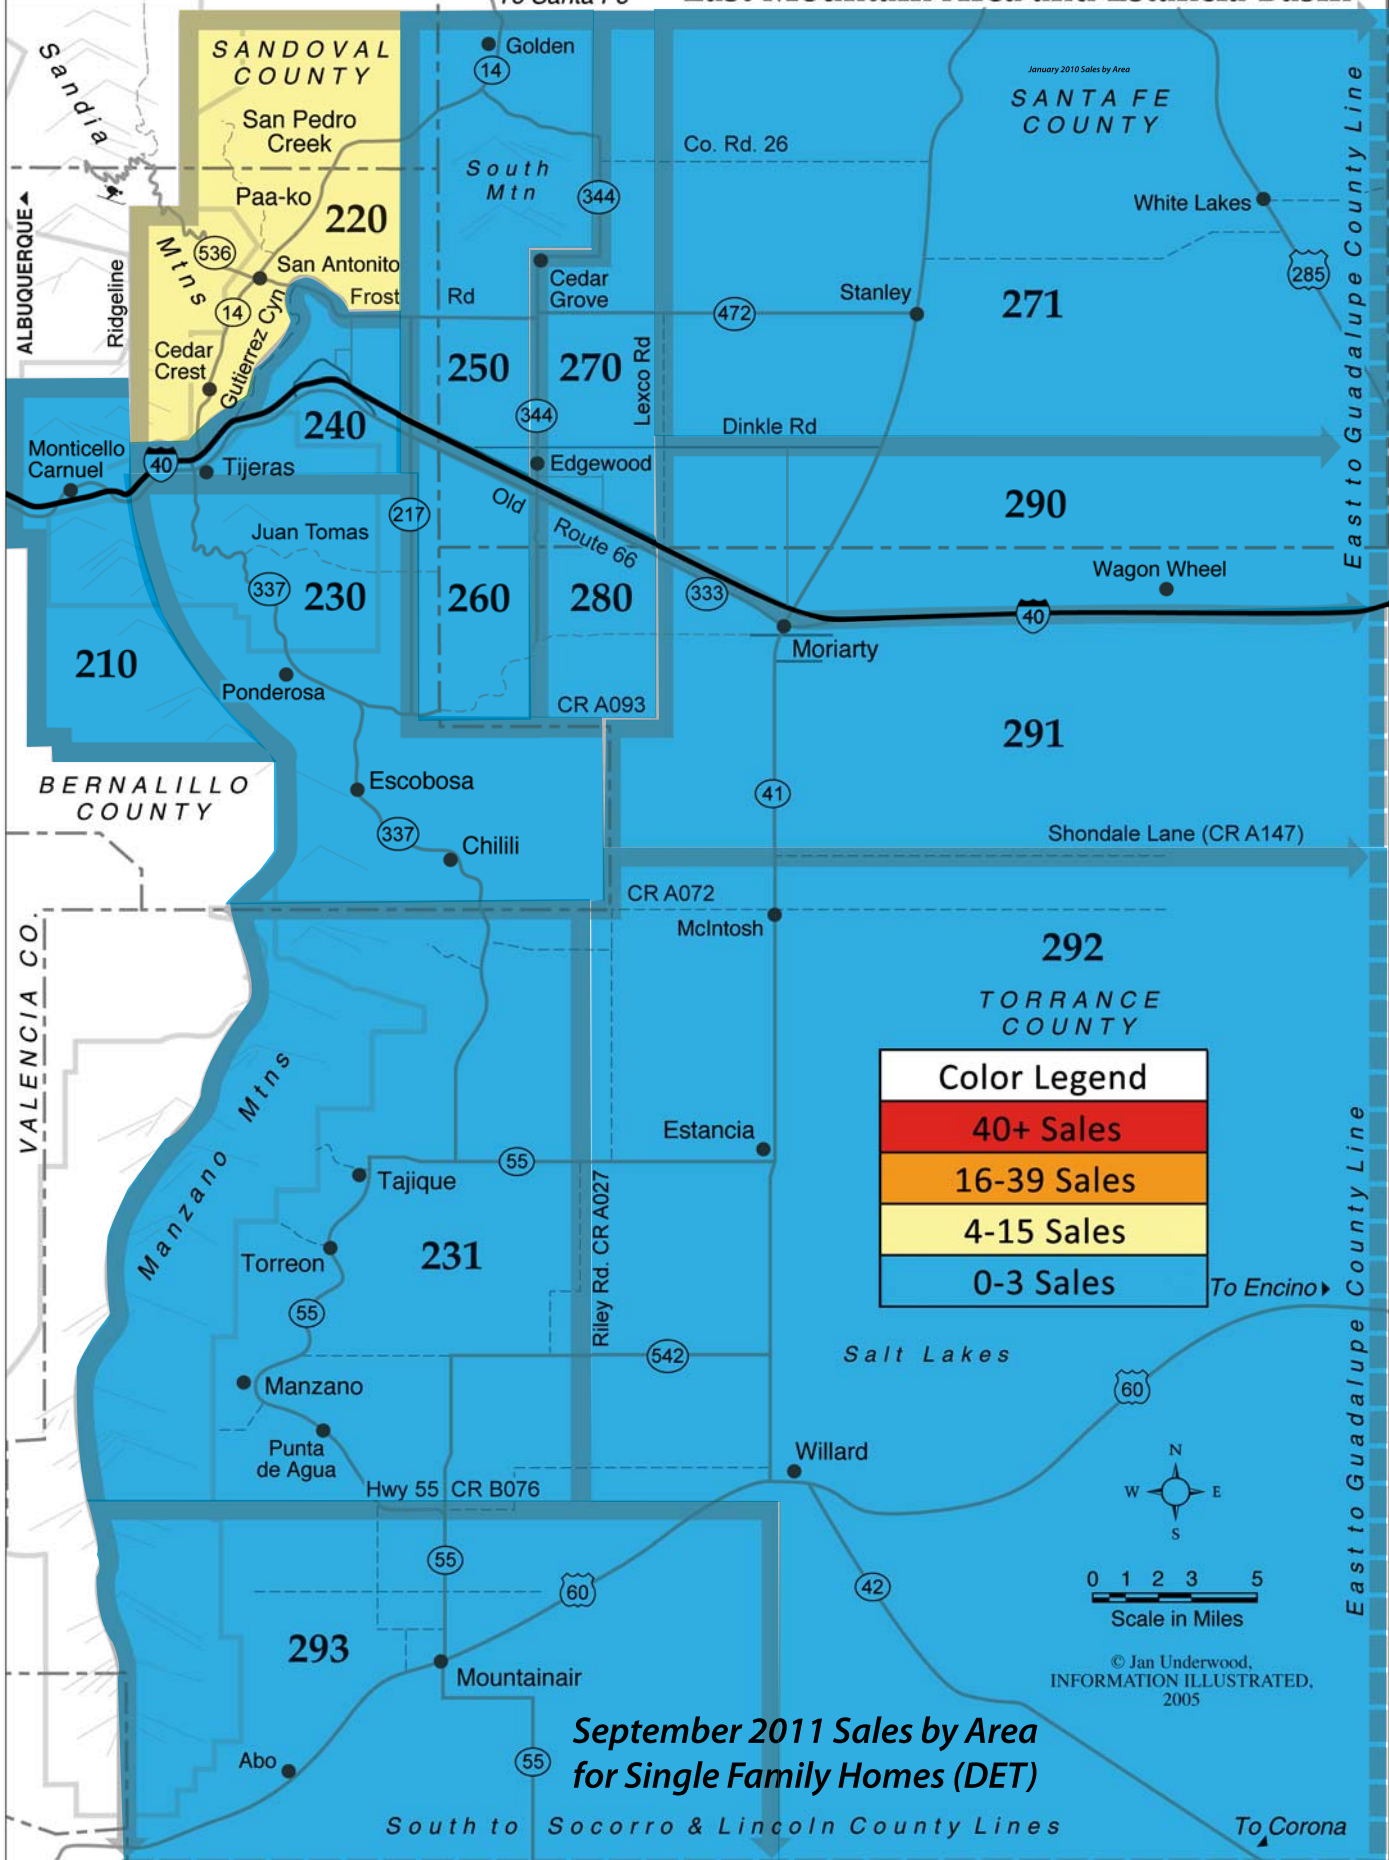 SANDOVAL
COUNTY
Golden
14
January 2010 Sales by Area
SANTA FE
COUNTY
Sandia
Mtns
San Pedro
Creek
Co. Rd. 26
South
Mtn
344
Paa-ko
220
White Lakes
ALBUQUERQUE
Ridgeline
536
San Antonito
Cedar
Grove
285
East to Guadalupe County Line
14
Frost
Rd
472
Stanley
271
Gutierrez Cyn
Cedar
Crest
250
270
Lexco Rd
344
240
Dinkle Rd
Monticello
Carnuel
40
Tijeras
Edgewood
Old
Route 66
217
290
Juan Tomas
Wagon Wheel
337
230
260
280
333
40
Moriarty
210
Ponderosa
CR A093
291
BERNALILLO
COUNTY
Escobosa
41
337
Chilili
Shondale Lane (CR A147)
CR A072
McIntosh
292
VALENCIA CO.
TORRANCE
COUNTY
Color Legend
40+ Sales
16-39 Sales
4-15 Sales
0-3 Sales
Manzano Mtns
Estancia
55
Tajique
Riley Rd. CR A027
Torreon
231
To Encino
East to Guadalupe County Line
55
Salt Lakes
542
60
Manzano
Punta
de Agua
Willard
N
W
E
S
Hwy 55
CR B076
55
60
42
0 1 2 3 5
Scale in Miles
293
© Jan Underwood,
INFORMATION ILLUSTRATED,
2005
Mountainair
September 2011 Sales by Area
for Single Family Homes (DET)
Abo
55
South to Socorro & Lincoln County Lines
To Corona